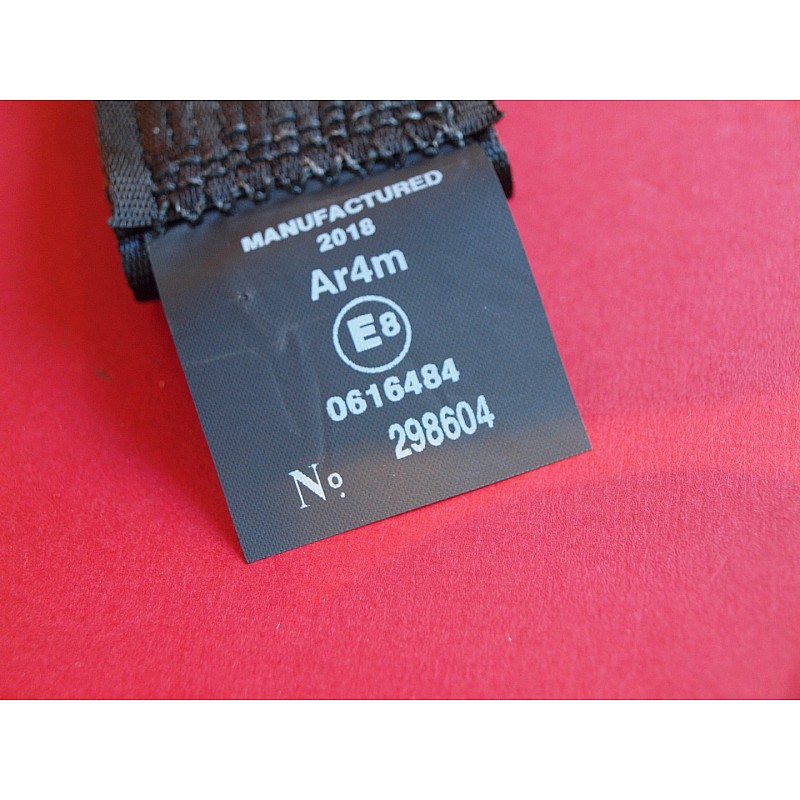 MANUFACTURED
2018
Ar4m
E8
0616484
No. 298604